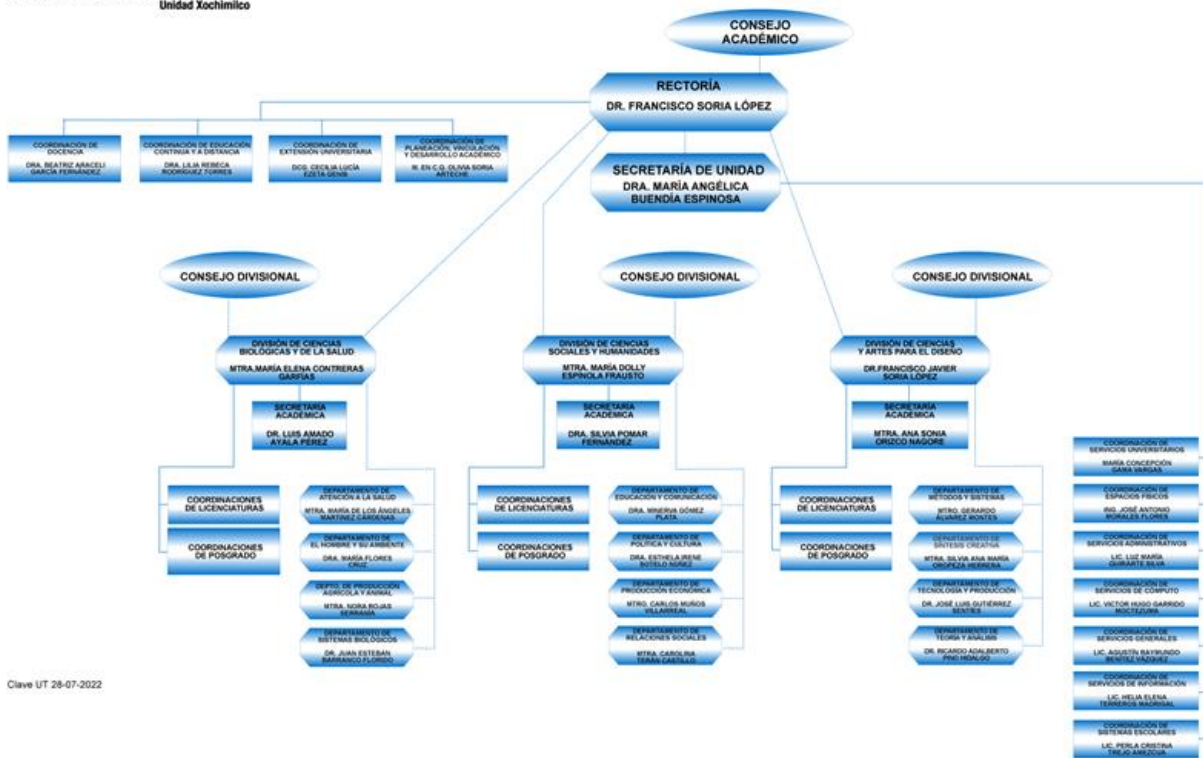 Unidad Xochimilco
CONSEJO
ACADÉMICO
RECTORÍA
DR. FRANCISCO SORIA LÓPEZ
COORDINACIÓN DE
DOCENCIA
DRA. BEATRIZ ARACELI
GARCÍA FERNÁNDEZ
COORDINACIÓN DE EDUCACIÓN
CONTINUA Y A DISTANCIA
DRA. LILIA REBECA
RODRÍGUEZ TORRES
COORDINACIÓN DE
EXTENSIÓN UNIVERSITARIA
DCG. CECILIA LUCÍA
EZETA GENIS
COORDINACIÓN DE
PLANEACIÓN, VINCULACIÓN
Y DESARROLLO ACADÉMICO
M. EN C.G. OLIVIA SORIA
ARTECHE
SECRETARÍA DE UNIDAD
DRA. MARÍA ANGÉLICA
BUENDÍA ESPINOSA
CONSEJO DIVISIONAL
CONSEJO DIVISIONAL
CONSEJO DIVISIONAL
DIVISIÓN DE CIENCIAS
BIOLÓGICAS Y DE LA SALUD
MTRA.MARÍA ELENA CONTRERAS
GARFIAS
DIVISIÓN DE CIENCIAS
SOCIALES Y HUMANIDADES
MTRA. MARÍA DOLLY
ESPÍNOLA FRAUSTO
DIVISIÓN DE CIENCIAS
Y ARTES PARA EL DISEÑO
DR.FRANCISCO JAVIER
SORIA LÓPEZ
SECRETARÍA
ACADÉMICA
DR. LUIS AMADO
AYALA PÉREZ
SECRETARÍA
ACADÉMICA
DRA. SILVIA POMAR
FERNÁNDEZ
SECRETARÍA
ACADÉMICA
MTRA. ANA SONIA
ORIZCO NAGORE
COORDINACIONES
DE LICENCIATURAS
COORDINACIONES
DE POSGRADO
DEPARTAMENTO DE
ATENCIÓN A LA SALUD
MTRA. MARÍA DE LOS ÁNGELES
MARTÍNEZ CÁRDENAS
DEPARTAMENTO DE
EL HOMBRE Y SU AMBIENTE
DRA. MARÍA FLORES
CRUZ
DEPTO. DE PRODUCCIÓN
AGRÍCOLA Y ANIMAL
MTRA. NORA ROJAS
SERRANÍA
DEPARTAMENTO DE
SISTEMAS BIOLÓGICOS
DR. JUAN ESTEBAN
BARRANCO FLORIDO
COORDINACIONES
DE LICENCIATURAS
COORDINACIONES
DE POSGRADO
DEPARTAMENTO DE
EDUCACIÓN Y COMUNICACIÓN
DRA. MINERVA GÓMEZ
PLATA
DEPARTAMENTO DE
POLÍTICA Y CULTURA
DRA. ESTHELA IRENE
SOTELO NÚÑEZ
DEPARTAMENTO DE
PRODUCCIÓN ECONÓMICA
MTRO. CARLOS MUÑOS
VILLARREAL
DEPARTAMENTO DE
RELACIONES SOCIALES
MTRA. CAROLINA
TERÁN CASTILLO
COORDINACIONES
DE LICENCIATURAS
COORDINACIONES
DE POSGRADO
DEPARTAMENTO DE
MÉTODOS Y SISTEMAS
MTRO. GERARDO
ÁLVAREZ MONTES
DEPARTAMENTO DE
SÍNTESIS CREATIVA
MTRA. SILVIA ANA MARÍA
OROPEZA HERRERA
DEPARTAMENTO DE
TECNOLOGÍA Y PRODUCCIÓN
DR. JOSÉ LUIS GUTIÉRREZ
SENTÍES
DEPARTAMENTO DE
TEORÍA Y ANÁLISIS
DR. RICARDO ADALBERTO
PINO HIDALGO
COORDINACIÓN DE
SERVICIOS UNIVERSITARIOS
MARÍA CONCEPCIÓN
GAMA VARGAS
COORDINACIÓN DE
ESPACIOS FÍSICOS
ING. JOSÉ ANTONIO
MORALES FLORES
COORDINACIÓN DE
SERVICIOS ADMINISTRATIVOS
LIC. LUZ MARÍA
GUIRARTE SILVA
COORDINACIÓN DE
SERVICIOS DE CÓMPUTO
LIC. VICTOR HUGO GARRIDO
MOCTEZUMA
COORDINACIÓN DE
SERVICIOS GENERALES
LIC. AGUSTÍN RAYMUNDO
BENÍTEZ VÁZQUEZ
COORDINACIÓN DE
SERVICIOS DE INFORMACIÓN
LIC. HELIA ELENA
TERREROS MADRIGAL
COORDINACIÓN DE
SISTEMAS ESCOLARES
LIC. PERLA CRISTINA
TREJO AMEZCUA
Clave UT 28-07-2022